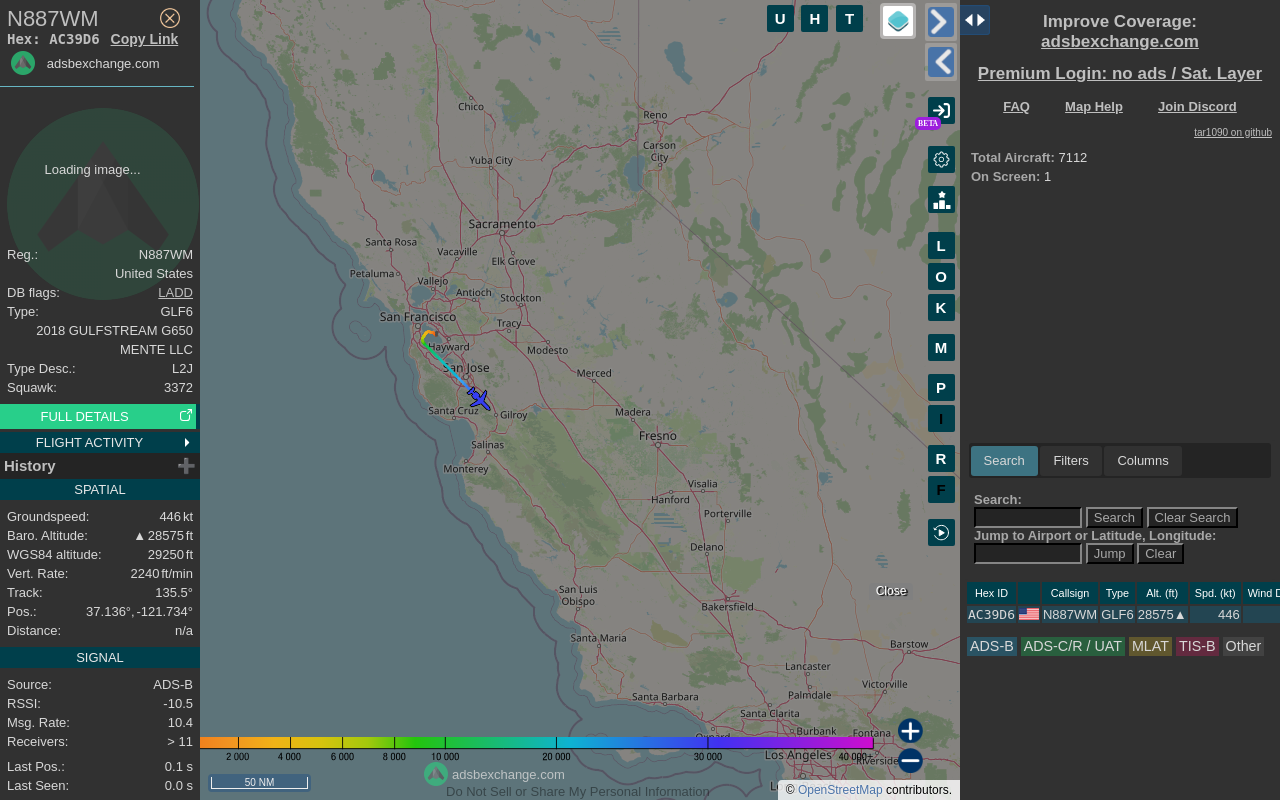 N887WM
Hex: AC39D6 Copy Link
adsbexchange.com
Loading image...
Reg.: N887WM
United States
DB flags: LADD
Type: GLF6
2018 GULFSTREAM G650
MENTE LLC
Type Desc.: L2J
Squawk: 3372
FULL DETAILS
FLIGHT ACTIVITY
History
SPATIAL
Groundspeed: 446 kt
Baro. Altitude: ▲ 28575 ft
WGS84 altitude: 29250 ft
Vert. Rate: 2240 ft/min
Track: 135.5°
Pos.: 37.136°, -121.734°
Distance: n/a
SIGNAL
Source: ADS-B
RSSI: -10.5
Msg. Rate: 10.4
Receivers: > 11
Last Pos.: 0.1 s
Last Seen: 0.0 s
U H T
BETA
L
O
K
M
P
I
R
F
Chico
Reno
Carson
City
Yuba City
Sacramento
Santa Rosa
Vacaville
Elk Grove
Petaluma
Vallejo
Antioch
Stockton
San Francisco
Tracy
Hayward
Modesto
San Jose
Merced
Santa Cruz
Gilroy
Madera
Fresno
Salinas
Monterey
Visalia
Hanford
Porterville
Delano
San Luis
Obispo
Close
Bakersfield
Santa Maria
Barstow
Lancaster
Victorville
Palmdale
Santa Barbara
Santa Clarita
Oxnard
Burbank
Fontana
Los Angeles
Riverside
2 000 4 000 6 000 8 000 10 000 20 000 30 000 40 000+
50 NM
adsbexchange.com
Do Not Sell or Share My Personal Information
© OpenStreetMap contributors.
Improve Coverage:
adsbexchange.com
Premium Login: no ads / Sat. Layer
FAQ Map Help Join Discord
tar1090 on github
Total Aircraft: 7112
On Screen: 1
Search Filters Columns
Search:
Search Clear Search
Jump to Airport or Latitude, Longitude:
Jump Clear
Hex ID Callsign Type Alt. (ft) Spd. (kt) Wind D
AC39D6 N887WM GLF6 28575▲ 446
ADS-B ADS-C/R / UAT MLAT TIS-B Other